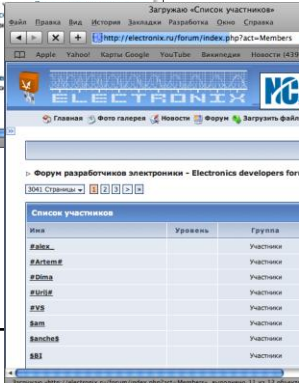 Загружаю «Список участников»
Файл Правка Вид История Закладки Разработка Окно Справка
http://electronix.ru/forum/index.php?act=Members
Apple Yahoo! Карты Google YouTube Википедия Новости (439
ELECTRONIX
Главная Фото галерея Новости Форум Загрузить файл
Форум разработчиков электроники - Electronics developers for
3041 Страницы 1 2 3 > »
Список участников
Имя Уровень Группа
#alex_ Участники
#Artem# Участники
#Dima Участники
#Urii# Участники
#VS Участники
$am Участники
$anche$ Участники
$BI Участники